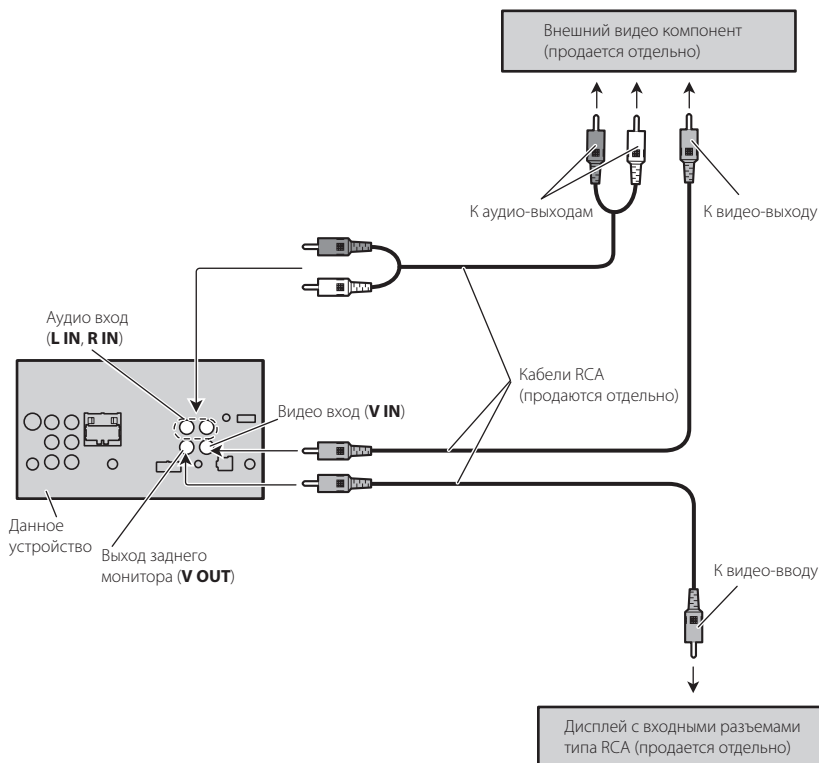 Внешний видео компонент
(продается отдельно)
К аудио-выходам
К видео-выходу
Аудио вход
(L IN, R IN)
Кабели RCA
(продаются отдельно)
Видео вход (V IN)
Данное
устройство
Выход заднего
монитора (V OUT)
К видео-вводу
Дисплей с входными разъемами
типа RCA (продается отдельно)